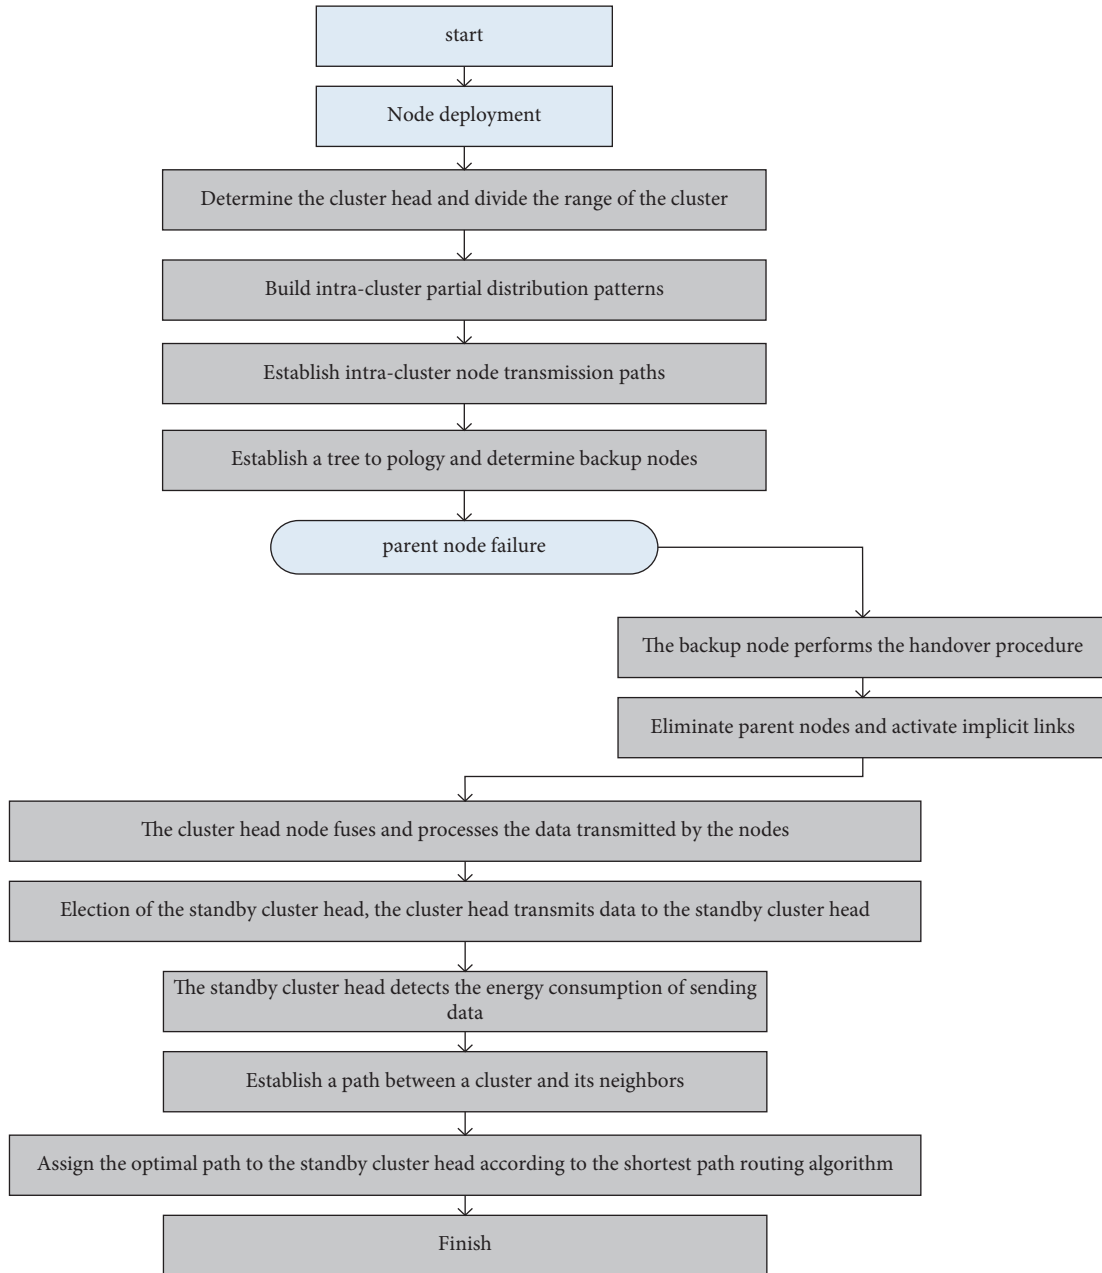 start
Node deployment
Determine the cluster head and divide the range of the cluster
Build intra-cluster partial distribution patterns
Establish intra-cluster node transmission paths
Establish a tree to pology and determine backup nodes
parent node failure
The backup node performs the handover procedure
Eliminate parent nodes and activate implicit links
The cluster head node fuses and processes the data transmitted by the nodes
Election of the standby cluster head, the cluster head transmits data to the standby cluster head
The standby cluster head detects the energy consumption of sending
data
Establish a path between a cluster and its neighbors
Assign the optimal path to the standby cluster head according to the shortest path routing algorithm
Finish